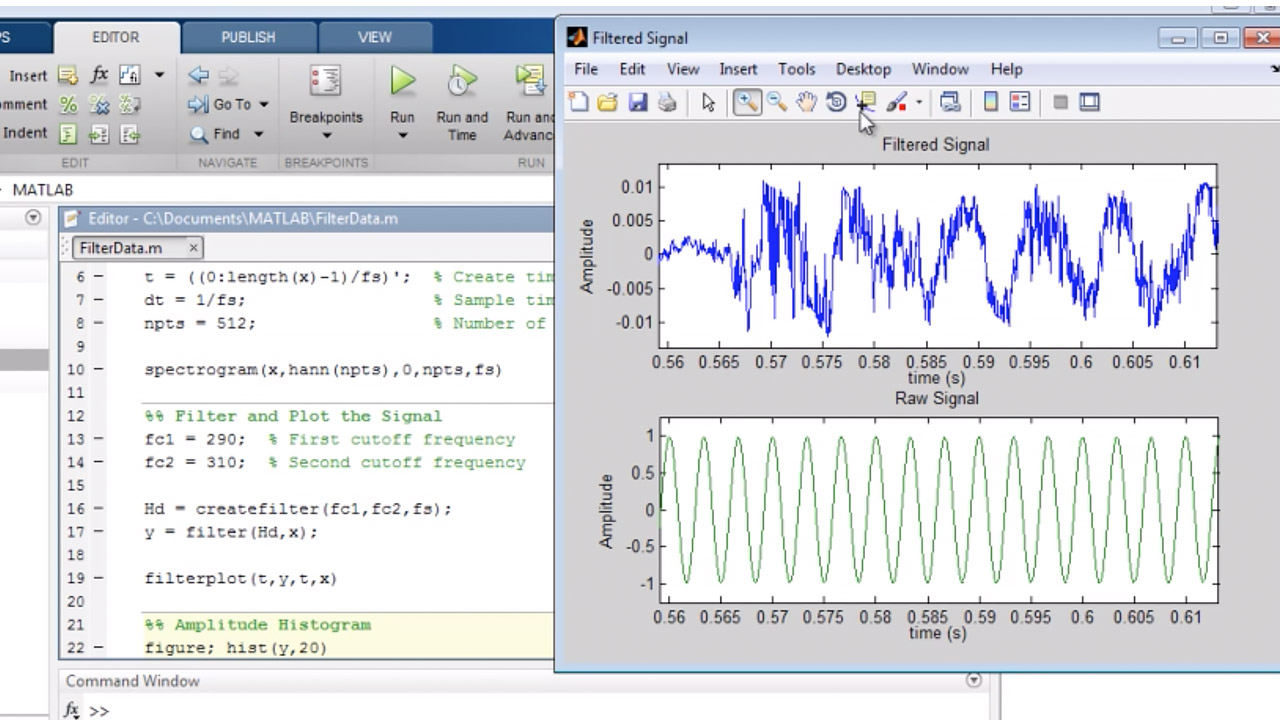 PS EDITOR PUBLISH VIEW
Insert fx
omment % Go To Breakpoints Run Run and Time Run and Advanc
Indent Find
EDIT NAVIGATE BREAKPOINTS RUN
MATLAB
Editor - C:\Documents\MATLAB\FilterData.m
FilterData.m ×
6 – t = ((0:length(x)-1)/fs)'; % Create tim
7 – dt = 1/fs; % Sample tim
8 – npts = 512; % Number of
9
10 – spectrogram(x,hann(npts),0,npts,fs)
11
12 %% Filter and Plot the Signal
13 – fc1 = 290; % First cutoff frequency
14 – fc2 = 310; % Second cutoff frequency
15
16 – Hd = createfilter(fc1,fc2,fs);
17 – y = filter(Hd,x);
18
19 – filterplot(t,y,t,x)
20
21 %% Amplitude Histogram
22 – figure; hist(y,20)
Command Window
fx >>
Filtered Signal
File Edit View Insert Tools Desktop Window Help
Filtered Signal
Amplitude
0.01
0.005
0
-0.005
-0.01
0.56 0.565 0.57 0.575 0.58 0.585 0.59 0.595 0.6 0.605 0.61
time (s)
Raw Signal
Amplitude
1
0.5
0
-0.5
-1
0.56 0.565 0.57 0.575 0.58 0.585 0.59 0.595 0.6 0.605 0.61
time (s)